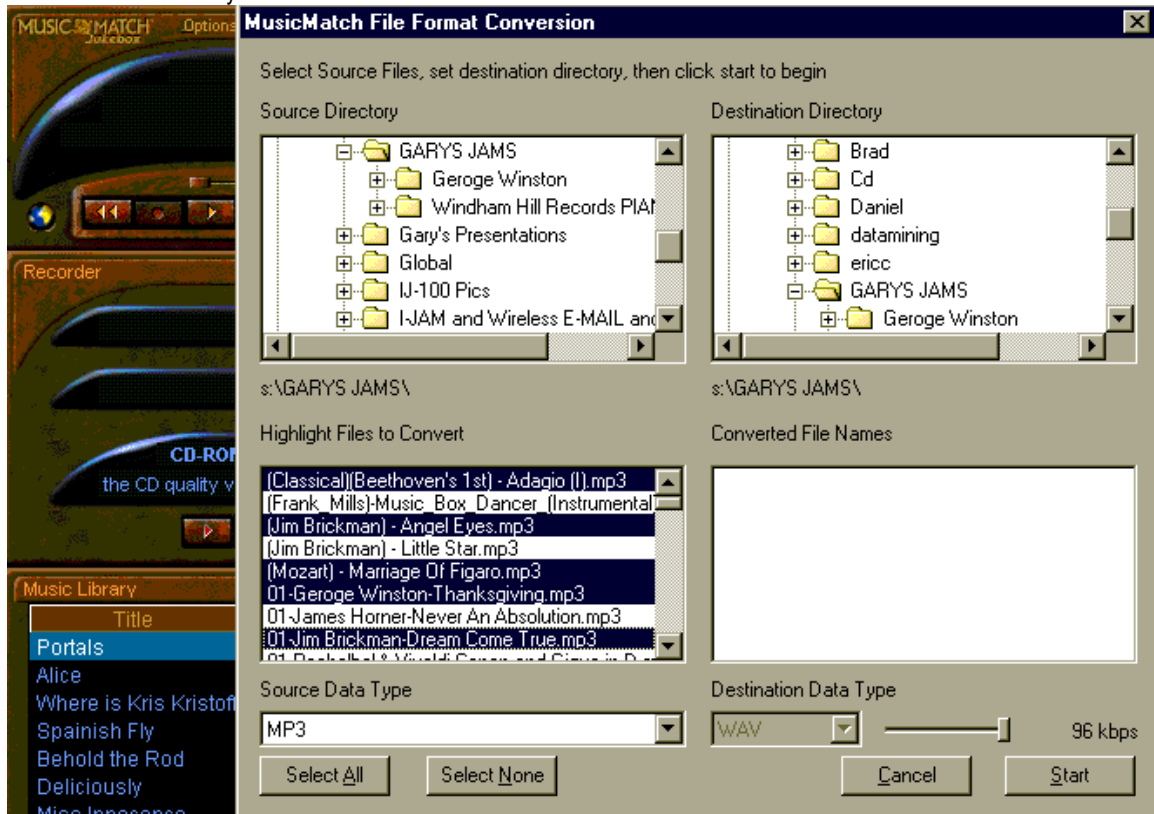 MUSICMATCH
Jukebox
Options
MusicMatch File Format Conversion
Select Source Files, set destination directory, then click start to begin
Source Directory
Destination Directory
GARYS JAMS
Geroge Winston
Windham Hill Records PIAN
Gary's Presentations
Global
IJ-100 Pics
I-JAM and Wireless E-MAIL and
Brad
Cd
Daniel
datamining
ericc
GARYS JAMS
Geroge Winston
s:\GARYS JAMS\
s:\GARYS JAMS\
Recorder
CD-ROM
the CD quality v
Highlight Files to Convert
Converted File Names
(Classical)(Beethoven's 1st) - Adagio (I).mp3
(Frank_Mills)-Music_Box_Dancer_(Instrumental)
(Jim Brickman) - Angel Eyes.mp3
(Jim Brickman) - Little Star.mp3
(Mozart) - Marriage Of Figaro.mp3
01-Geroge Winston-Thanksgiving.mp3
01-James Horner-Never An Absolution.mp3
01-Jim Brickman-Dream Come True.mp3
Music Library
Title
Portals
Alice
Where is Kris Kristoff
Spainish Fly
Behold the Rod
Deliciously
Source Data Type
Destination Data Type
MP3
WAV
96 kbps
Select All
Select None
Cancel
Start